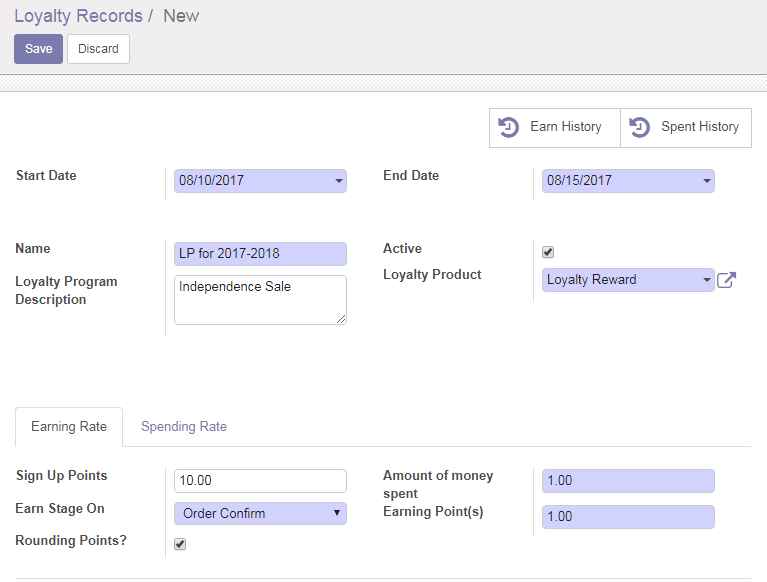 Loyalty Records / New
Save Discard
Earn History Spent History
Start Date 08/10/2017 End Date 08/15/2017
Name LP for 2017-2018 Active
Loyalty Program Description Independence Sale Loyalty Product Loyalty Reward
Earning Rate Spending Rate
Sign Up Points 10.00 Amount of money spent 1.00
Earn Stage On Order Confirm Earning Point(s) 1.00
Rounding Points?